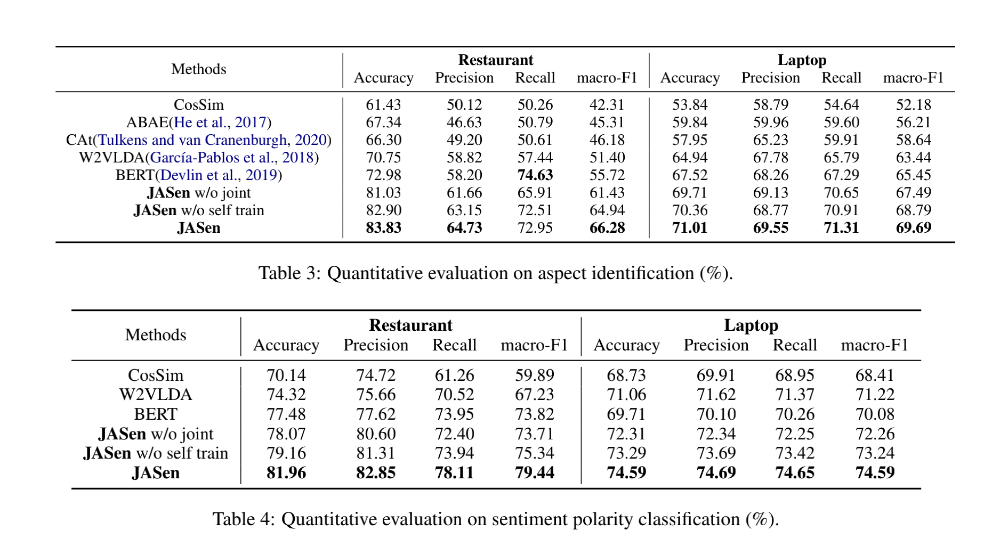 Methods Restaurant Laptop
Accuracy Precision Recall macro-F1 Accuracy Precision Recall macro-F1
CosSim 61.43 50.12 50.26 42.31 53.84 58.79 54.64 52.18
ABAE(He et al., 2017) 67.34 46.63 50.79 45.31 59.84 59.96 59.60 56.21
CAt(Tulkens and van Cranenburgh, 2020) 66.30 49.20 50.61 46.18 57.95 65.23 59.91 58.64
W2VLDA(García-Pablos et al., 2018) 70.75 58.82 57.44 51.40 64.94 67.78 65.79 63.44
BERT(Devlin et al., 2019) 72.98 58.20 74.63 55.72 67.52 68.26 67.29 65.45
JASen w/o joint 81.03 61.66 65.91 61.43 69.71 69.13 70.65 67.49
JASen w/o self train 82.90 63.15 72.51 64.94 70.36 68.77 70.91 68.79
JASen 83.83 64.73 72.95 66.28 71.01 69.55 71.31 69.69
Table 3: Quantitative evaluation on aspect identification (%).
Methods Restaurant Laptop
Accuracy Precision Recall macro-F1 Accuracy Precision Recall macro-F1
CosSim 70.14 74.72 61.26 59.89 68.73 69.91 68.95 68.41
W2VLDA 74.32 75.66 70.52 67.23 71.06 71.62 71.37 71.22
BERT 77.48 77.62 73.95 73.82 69.71 70.10 70.26 70.08
JASen w/o joint 78.07 80.60 72.40 73.71 72.31 72.34 72.25 72.26
JASen w/o self train 79.16 81.31 73.94 75.34 73.29 73.69 73.42 73.24
JASen 81.96 82.85 78.11 79.44 74.59 74.69 74.65 74.59
Table 4: Quantitative evaluation on sentiment polarity classification (%).